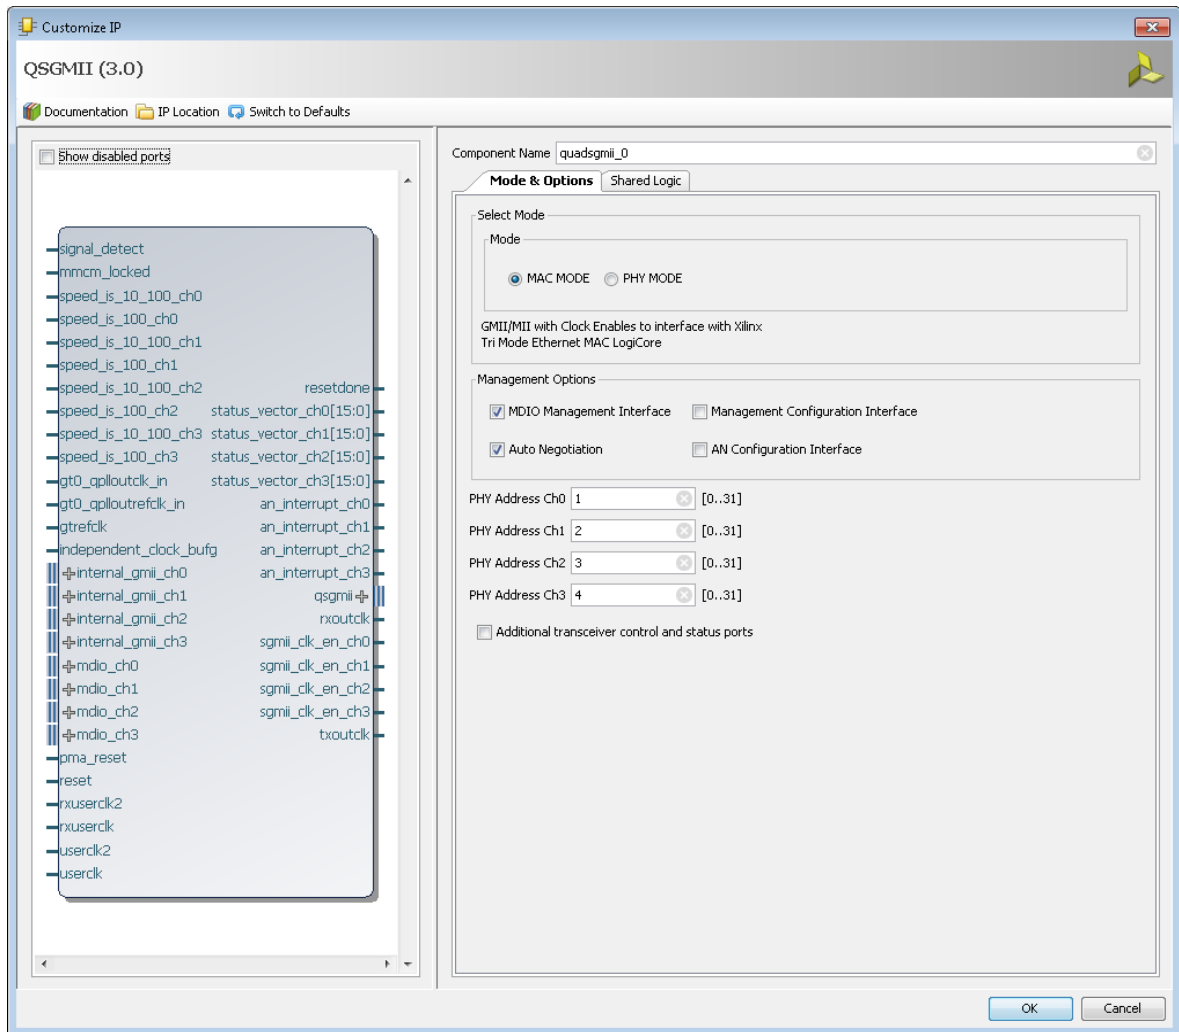 Customize IP
QSGMII (3.0)
Documentation IP Location Switch to Defaults
Show disabled ports
signal_detect
mmcm_locked
speed_is_10_100_ch0
speed_is_100_ch0
speed_is_10_100_ch1
speed_is_100_ch1
speed_is_10_100_ch2 resetdone
speed_is_100_ch2 status_vector_ch0[15:0]
speed_is_10_100_ch3 status_vector_ch1[15:0]
speed_is_100_ch3 status_vector_ch2[15:0]
gt0_qplloutclk_in status_vector_ch3[15:0]
gt0_qplloutrefclk_in an_interrupt_ch0
gtrefclk an_interrupt_ch1
independent_clock_bufg an_interrupt_ch2
internal_gmii_ch0 an_interrupt_ch3
internal_gmii_ch1 qsgmii
internal_gmii_ch2 rxoutclk
internal_gmii_ch3 sgmii_clk_en_ch0
mdio_ch0 sgmii_clk_en_ch1
mdio_ch1 sgmii_clk_en_ch2
mdio_ch2 sgmii_clk_en_ch3
mdio_ch3 txoutclk
pma_reset
reset
rxuserclk2
rxuserclk
userclk2
userclk
Component Name quadsgmii_0
Mode & Options Shared Logic
Select Mode
Mode
MAC MODE PHY MODE
GMII/MII with Clock Enables to interface with Xilinx
Tri Mode Ethernet MAC LogiCore
Management Options
MDIO Management Interface Management Configuration Interface
Auto Negotiation AN Configuration Interface
PHY Address Ch0 1 [0..31]
PHY Address Ch1 2 [0..31]
PHY Address Ch2 3 [0..31]
PHY Address Ch3 4 [0..31]
Additional transceiver control and status ports
OK Cancel